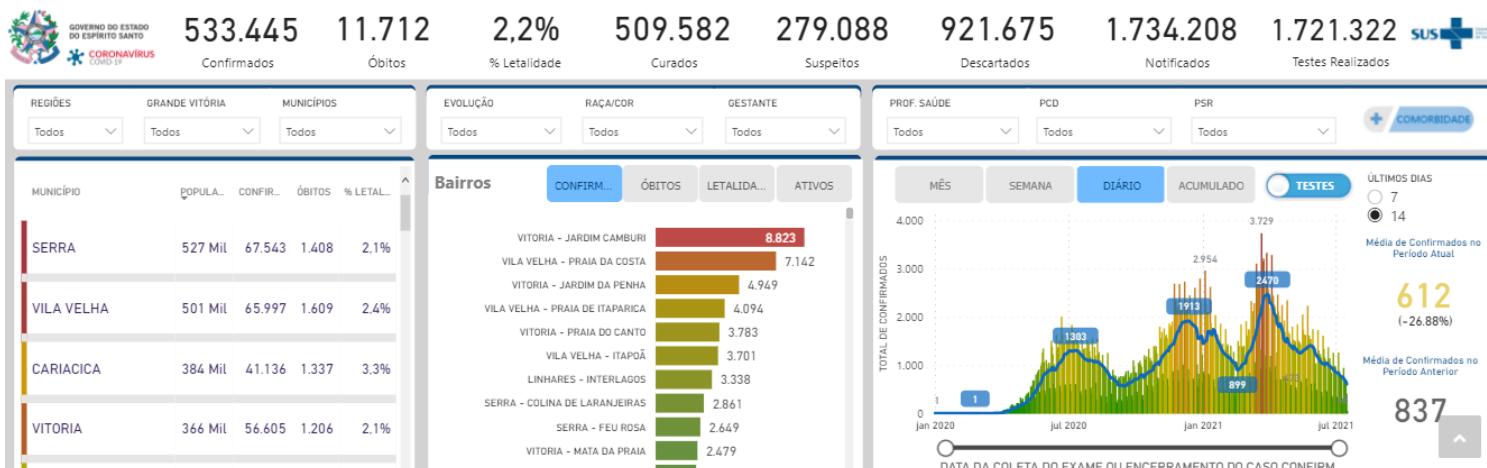 GOVERNO DO ESTADO
DO ESPÍRITO SANTO
CORONAVÍRUS
COVID-19
533.445
Confirmados
11.712
Óbitos
2,2%
% Letalidade
509.582
Curados
279.088
Suspeitos
921.675
Descartados
1.734.208
Notificados
1.721.322
Testes Realizados
SUS
REGIÕES GRANDE VITÓRIA MUNICÍPIOS
Todos Todos Todos
EVOLUÇÃO RAÇA/COR GESTANTE
Todos Todos Todos
PROF. SAÚDE PCD PSR
Todos Todos Todos
+ COMORBIDADE
MUNICÍPIO POPULA... CONFIR... ÓBITOS % LETAL...
SERRA 527 Mil 67.543 1.408 2,1%
VILA VELHA 501 Mil 65.997 1.609 2,4%
CARIACICA 384 Mil 41.136 1.337 3,3%
VITORIA 366 Mil 56.605 1.206 2,1%
Bairros CONFIRM... ÓBITOS LETALIDA... ATIVOS
VITORIA - JARDIM CAMBURI 8.823
VILA VELHA - PRAIA DA COSTA 7.142
VITORIA - JARDIM DA PENHA 4.949
VILA VELHA - PRAIA DE ITAPARICA 4.094
VITORIA - PRAIA DO CANTO 3.783
VILA VELHA - ITAPOÃ 3.701
LINHARES - INTERLAGOS 3.338
SERRA - COLINA DE LARANJEIRAS 2.861
SERRA - FEU ROSA 2.649
VITORIA - MATA DA PRAIA 2.479
MÊS SEMANA DIÁRIO ACUMULADO TESTES
TOTAL DE CONFIRMADOS
4.000
3.000
2.000
1.000
0
3.729
2.954
2470
1913
1303
899
1
1
jan 2020 jul 2020 jan 2021 jul 2021
DATA DA COLETA DO EXAME OU ENCERRAMENTO DO CASO CONFIRM
ÚLTIMOS DIAS
7
14
Média de Confirmados no
Período Atual
612
(-26.88%)
Média de Confirmados no
Período Anterior
837